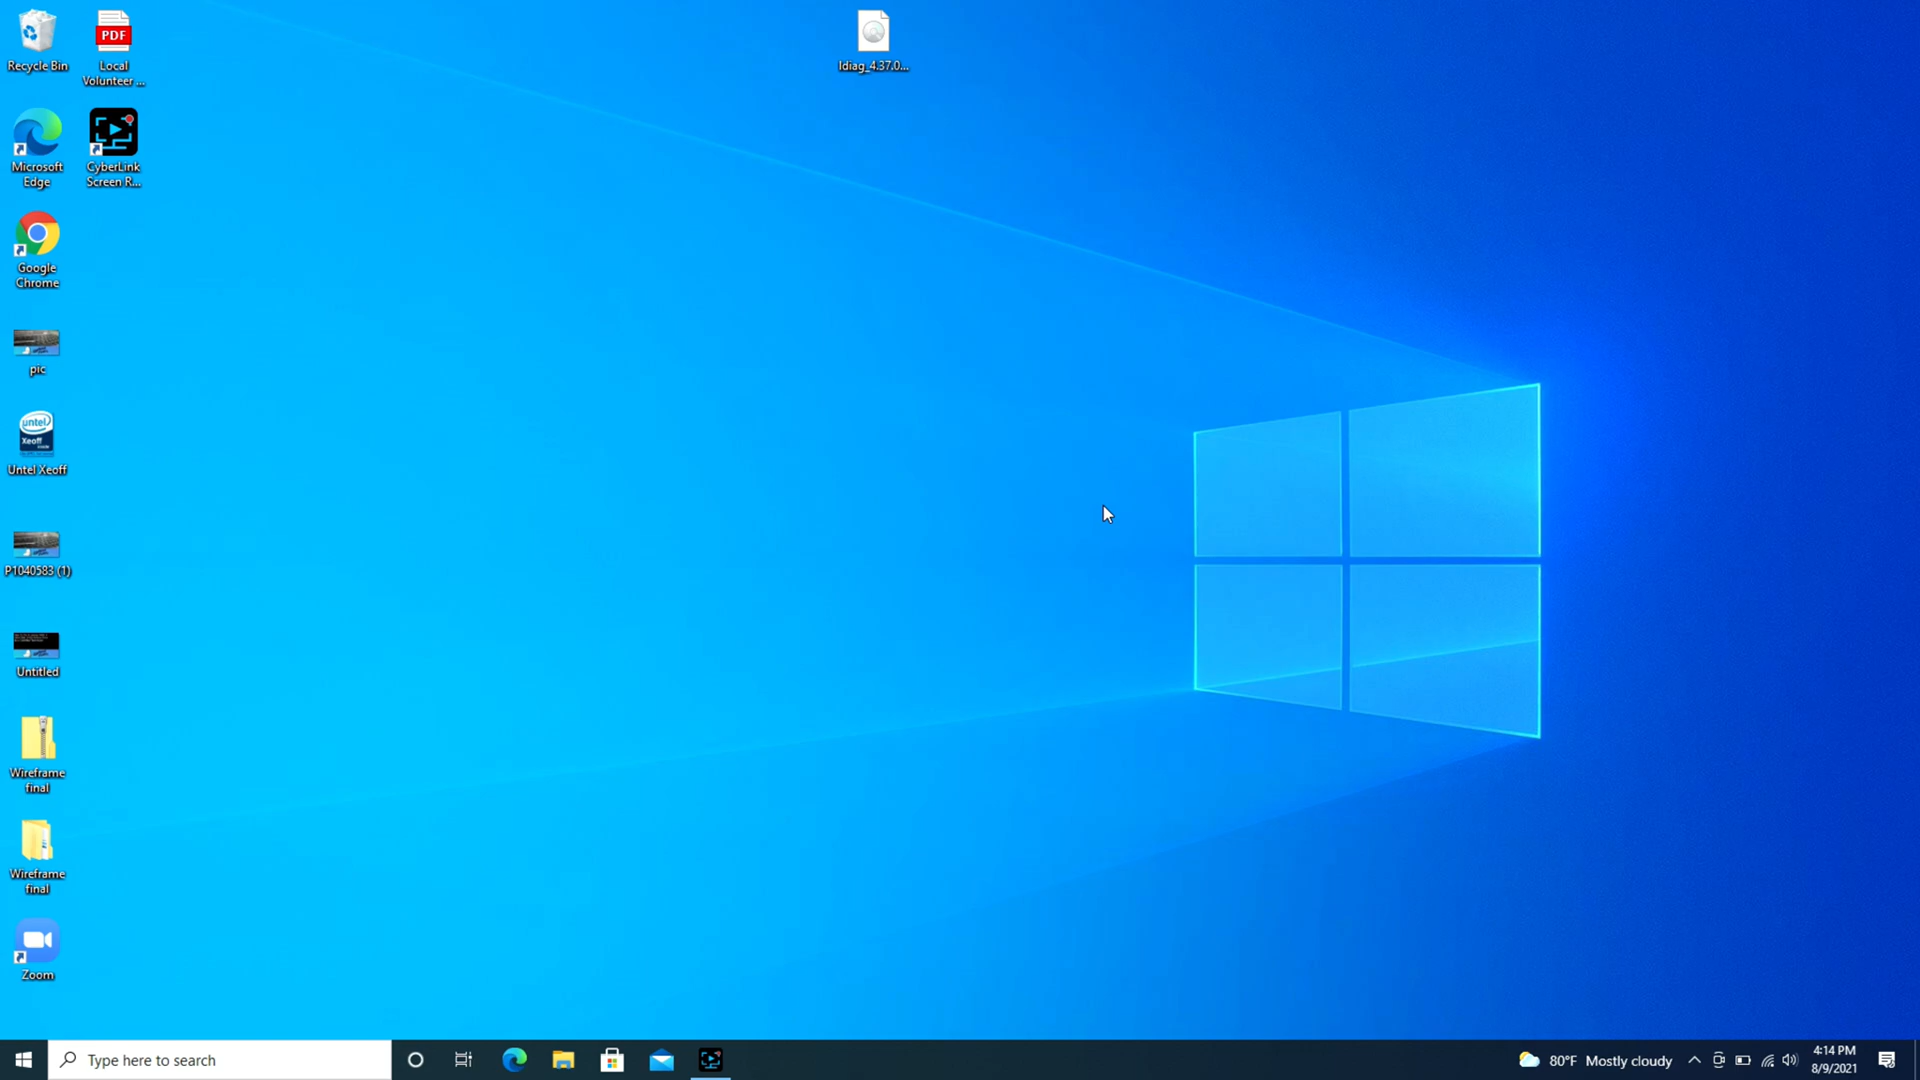 Recycle Bin
PDF
Local
Volunteer ...
ldiag_4.37.0...
Microsoft
Edge
CyberLink
Screen R...
Google
Chrome
pic
untel
Xeoff
Untel Xeoff
P1040583 (1)
Untitled
Wireframe
final
Wireframe
final
Zoom
Type here to search
80°F Mostly cloudy
4:14 PM
8/9/2021